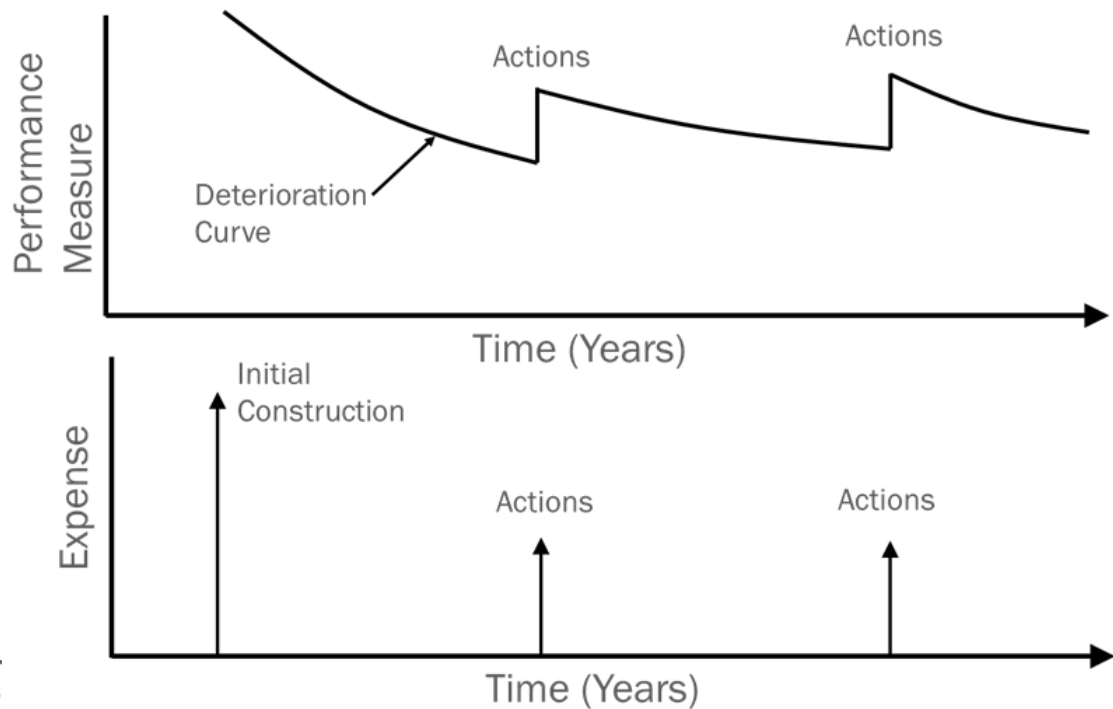 Performance
Measure
Actions
Actions
Deterioration
Curve
Time (Years)
Expense
Initial
Construction
Actions
Actions
Time (Years)